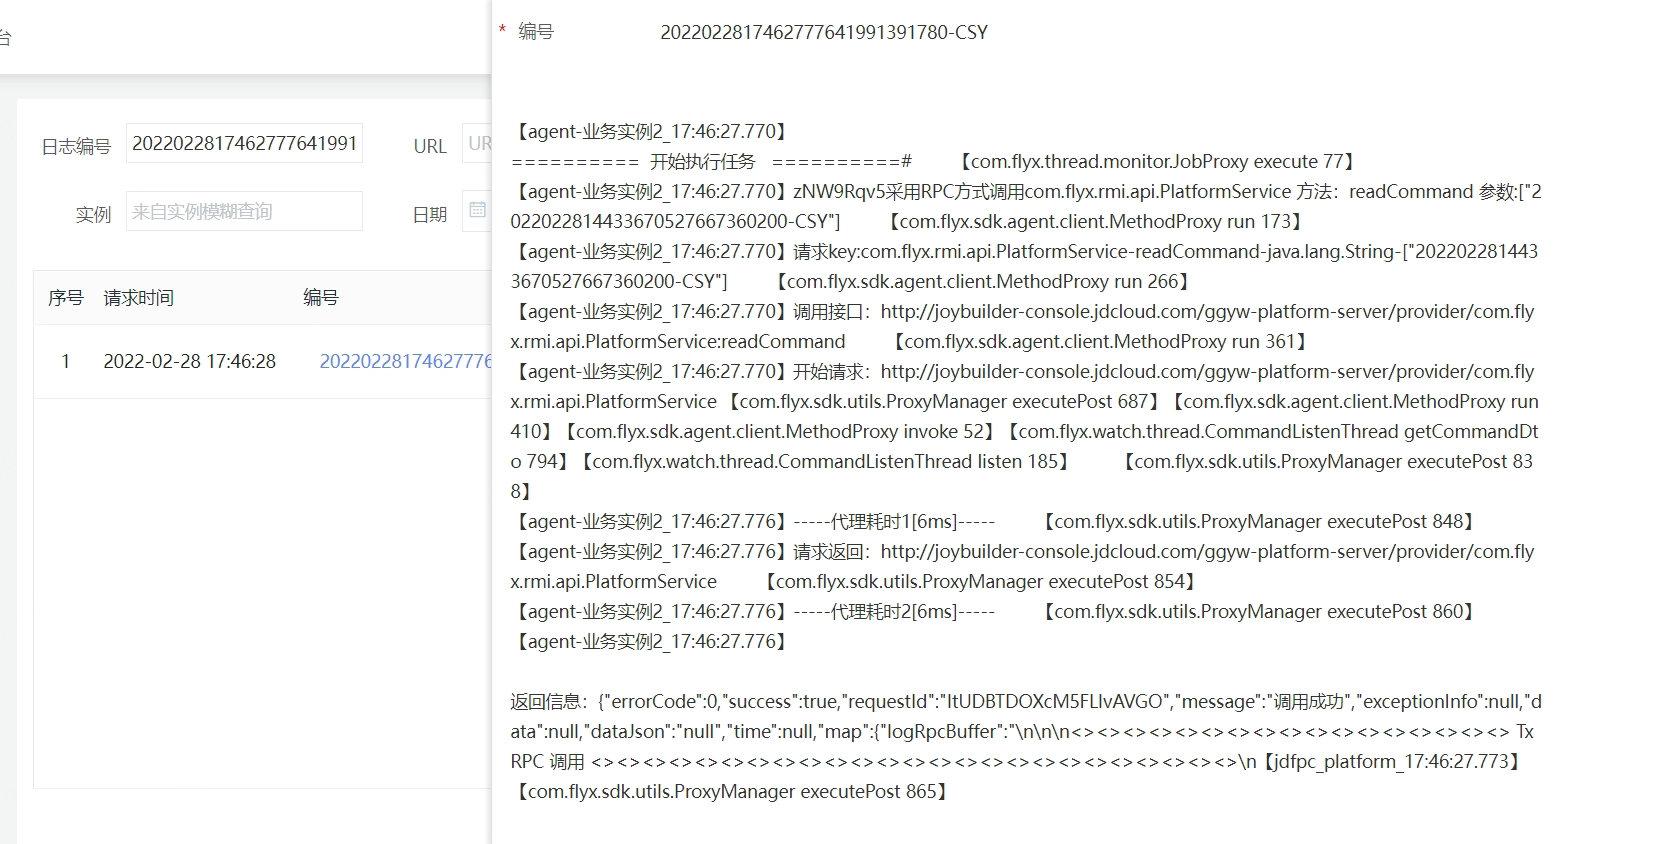 台
日志编号 2022022817462777641991 URL UR
实例 来自实例模糊查询 日期
序号 请求时间 编号
1 2022-02-28 17:46:28 20220228174627776
* 编号 2022022817462777641991391780-CSY
【agent-业务实例2_17:46:27.770】
========== 开始执行任务 ==========# 【com.flyx.thread.monitor.JobProxy execute 77】
【agent-业务实例2_17:46:27.770】zNW9Rqv5采用RPC方式调用com.flyx.rmi.api.PlatformService 方法：readCommand 参数:["2
022022814433670527667360200-CSY"] 【com.flyx.sdk.agent.client.MethodProxy run 173】
【agent-业务实例2_17:46:27.770】请求key:com.flyx.rmi.api.PlatformService-readCommand-java.lang.String-["202202281443
3670527667360200-CSY"] 【com.flyx.sdk.agent.client.MethodProxy run 266】
【agent-业务实例2_17:46:27.770】调用接口：http://joybuilder-console.jdcloud.com/ggyw-platform-server/provider/com.fly
x.rmi.api.PlatformService:readCommand 【com.flyx.sdk.agent.client.MethodProxy run 361】
【agent-业务实例2_17:46:27.770】开始请求：http://joybuilder-console.jdcloud.com/ggyw-platform-server/provider/com.fly
x.rmi.api.PlatformService 【com.flyx.sdk.utils.ProxyManager executePost 687】【com.flyx.sdk.agent.client.MethodProxy run
410】【com.flyx.sdk.agent.client.MethodProxy invoke 52】【com.flyx.watch.thread.CommandListenThread getCommandDt
o 794】【com.flyx.watch.thread.CommandListenThread listen 185】 【com.flyx.sdk.utils.ProxyManager executePost 83
8】
【agent-业务实例2_17:46:27.776】-----代理耗时1[6ms]----- 【com.flyx.sdk.utils.ProxyManager executePost 848】
【agent-业务实例2_17:46:27.776】请求返回：http://joybuilder-console.jdcloud.com/ggyw-platform-server/provider/com.fly
x.rmi.api.PlatformService 【com.flyx.sdk.utils.ProxyManager executePost 854】
【agent-业务实例2_17:46:27.776】-----代理耗时2[6ms]----- 【com.flyx.sdk.utils.ProxyManager executePost 860】
【agent-业务实例2_17:46:27.776】
返回信息：{"errorCode":0,"success":true,"requestId":"ItUDBTDOXcM5FLIvAVGO","message":"调用成功","exceptionInfo":null,"d
ata":null,"dataJson":"null","time":null,"map":{"logRpcBuffer":"\n\n\n<><><><><><><><><><><><><><><><><> Tx
RPC 调用 <><><><><><><><><><><><><><><><><><><><><><><><><>\n【jdfpc_platform_17:46:27.773】
【com.flyx.sdk.utils.ProxyManager executePost 865】